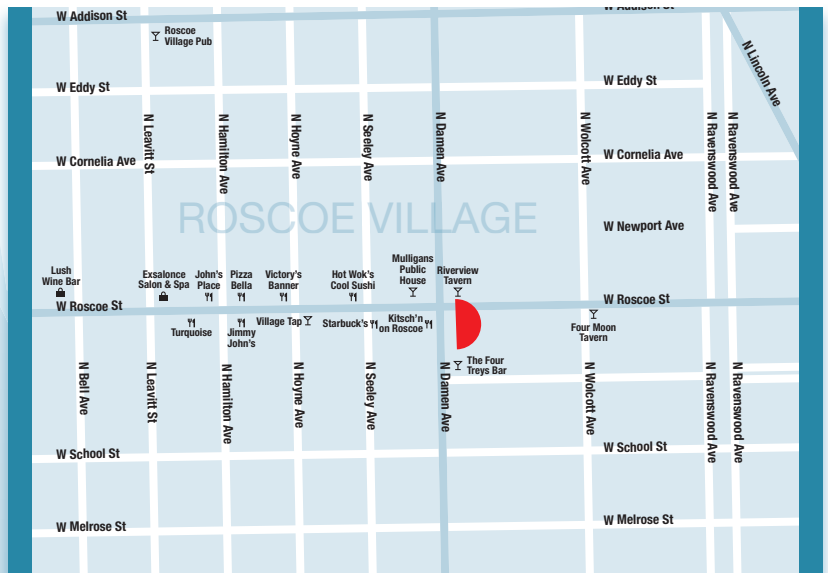 W Addison St
W Addison St
Roscoe
Village Pub
N Lincoln Ave
W Eddy St
W Eddy St
N Leavitt St
N Hamilton Ave
N Hoyne Ave
N Seeley Ave
N Damen Ave
N Wolcott Ave
N Ravenswood Ave
N Ravenswood Ave
W Cornelia Ave
W Cornelia Ave
ROSCOE VILLAGE
W Newport Ave
Lush
Wine Bar
Exsalonce
Salon & Spa
John's
Place
Pizza
Bella
Victory's
Banner
Hot Wok's
Cool Sushi
Mulligans
Public
House
Riverview
Tavern
W Roscoe St
W Roscoe St
Turquoise
Jimmy
John's
Village Tap
Starbuck's
Kitsch'n
on Roscoe
Four Moon
Tavern
The Four
Treys Bar
N Bell Ave
N Leavitt St
N Hamilton Ave
N Hoyne Ave
N Seeley Ave
N Damen Ave
N Wolcott Ave
N Ravenswood Ave
N Ravenswood Ave
W School St
W School St
W Melrose St
W Melrose St